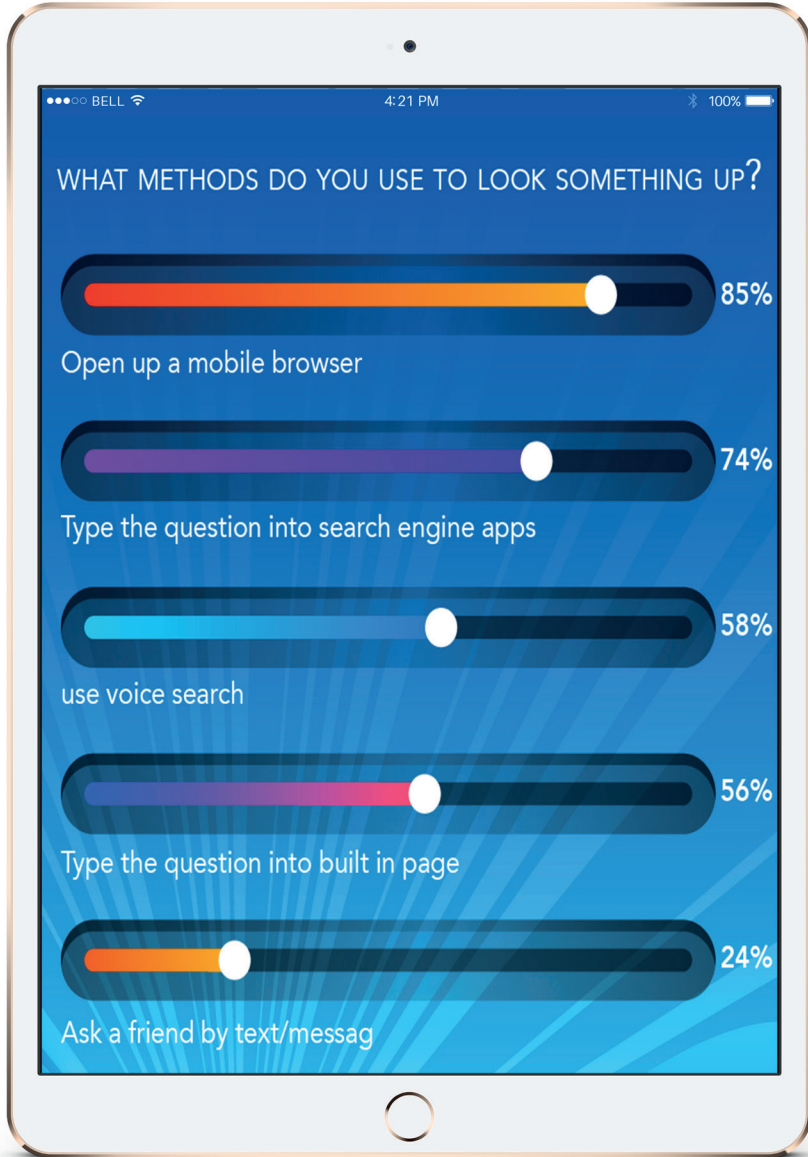 BELL 4:21 PM 100%
WHAT METHODS DO YOU USE TO LOOK SOMETHING UP?
85%
Open up a mobile browser
74%
Type the question into search engine apps
58%
use voice search
56%
Type the question into built in page
24%
Ask a friend by text/messag